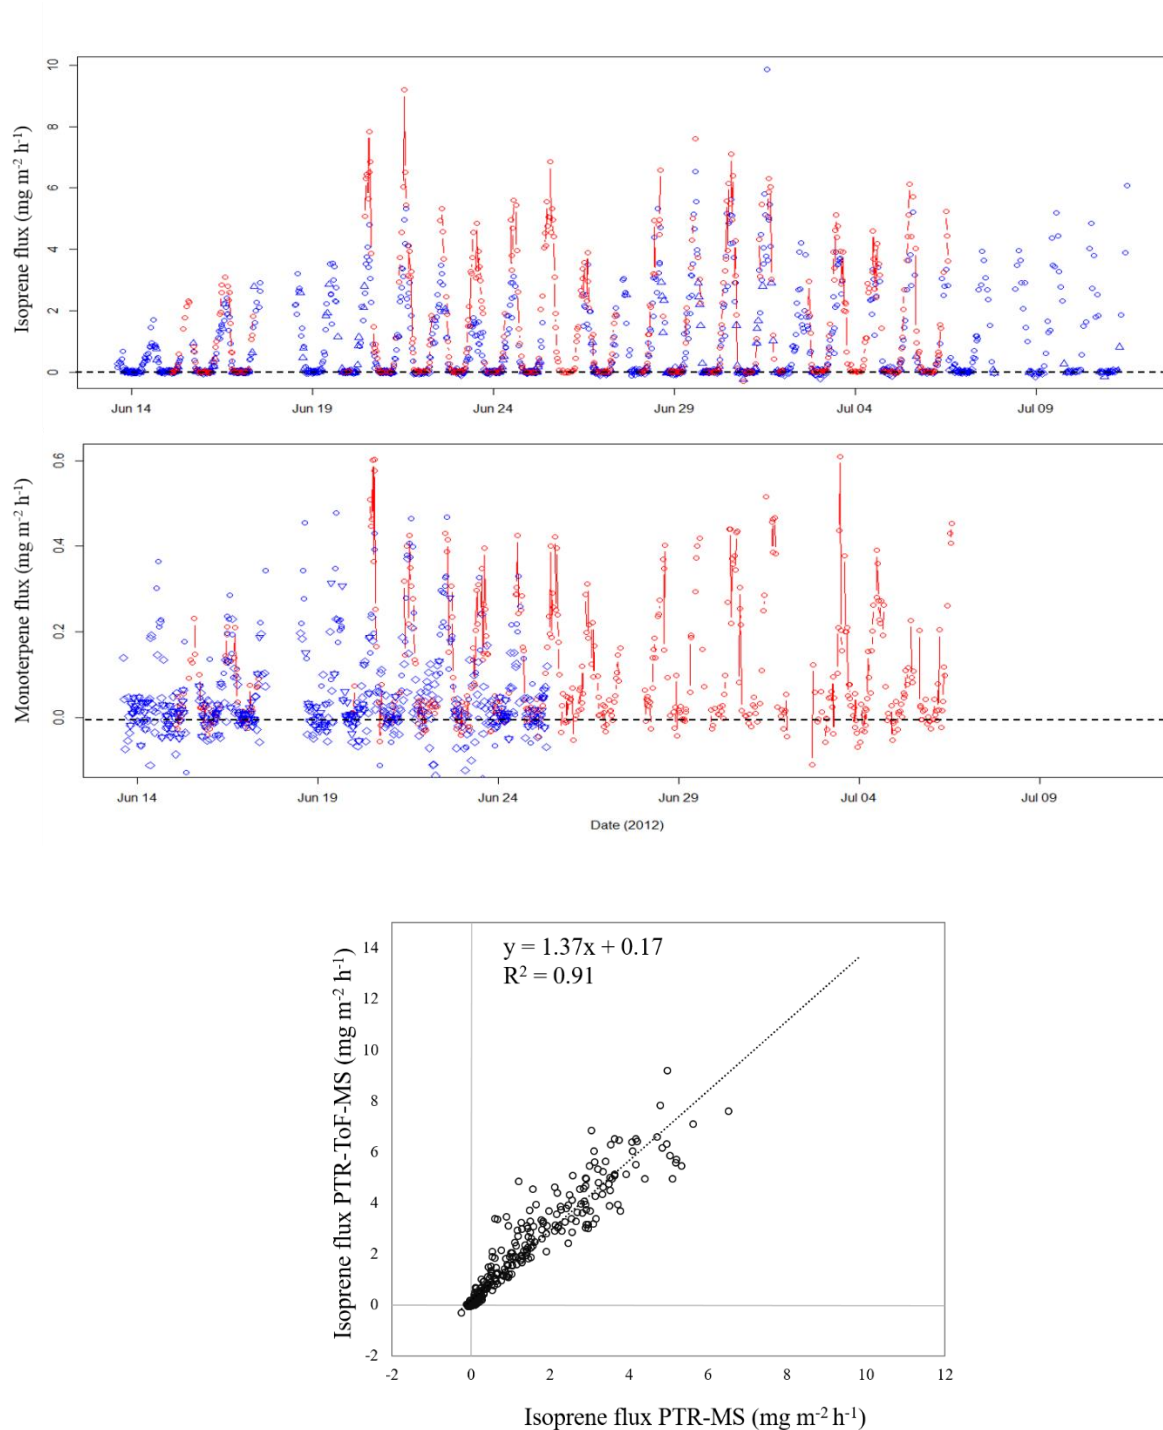 Isoprene flux (mg m-2 h-1)
10
8
6
4
2
0
Jun 14 Jun 19 Jun 24 Jun 29 Jul 04 Jul 09
Monoterpene flux (mg m-2 h-1)
0.6
0.4
0.2
0.0
Jun 14 Jun 19 Jun 24 Jun 29 Jul 04 Jul 09
Date (2012)
y = 1.37x + 0.17
R2 = 0.91
Isoprene flux PTR-ToF-MS (mg m-2 h-1)
14
12
10
8
6
4
2
0
-2
-2 0 2 4 6 8 10 12
Isoprene flux PTR-MS (mg m-2 h-1)